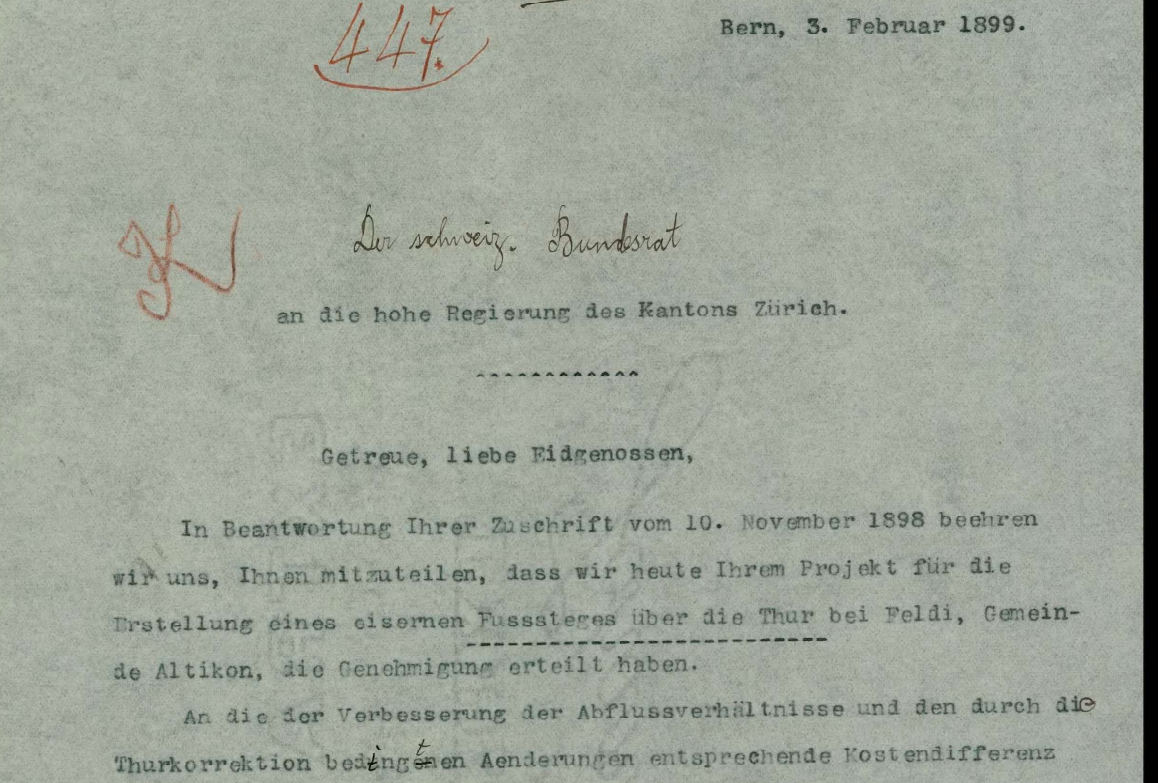 447.
Bern, 3. Februar 1899.
Der schweiz. Bundesrat
an die hohe Regierung des Kantons Zürich.
Getreue, liebe Eidgenossen,
In Beantwortung Ihrer Zuschrift vom 10. November 1898 beehren
wir uns, Ihnen mitzuteilen, dass wir heute Ihrem Projekt für die
Erstellung eines eisernen Fusssteges über die Thur bei Feldi, Gemein-
de Altikon, die Genehmigung erteilt haben.
An die der Verbesserung der Abflussverhältnisse und den durch die
Thurkorrektion bedingten Aenderungen entsprechende Kostendifferenz